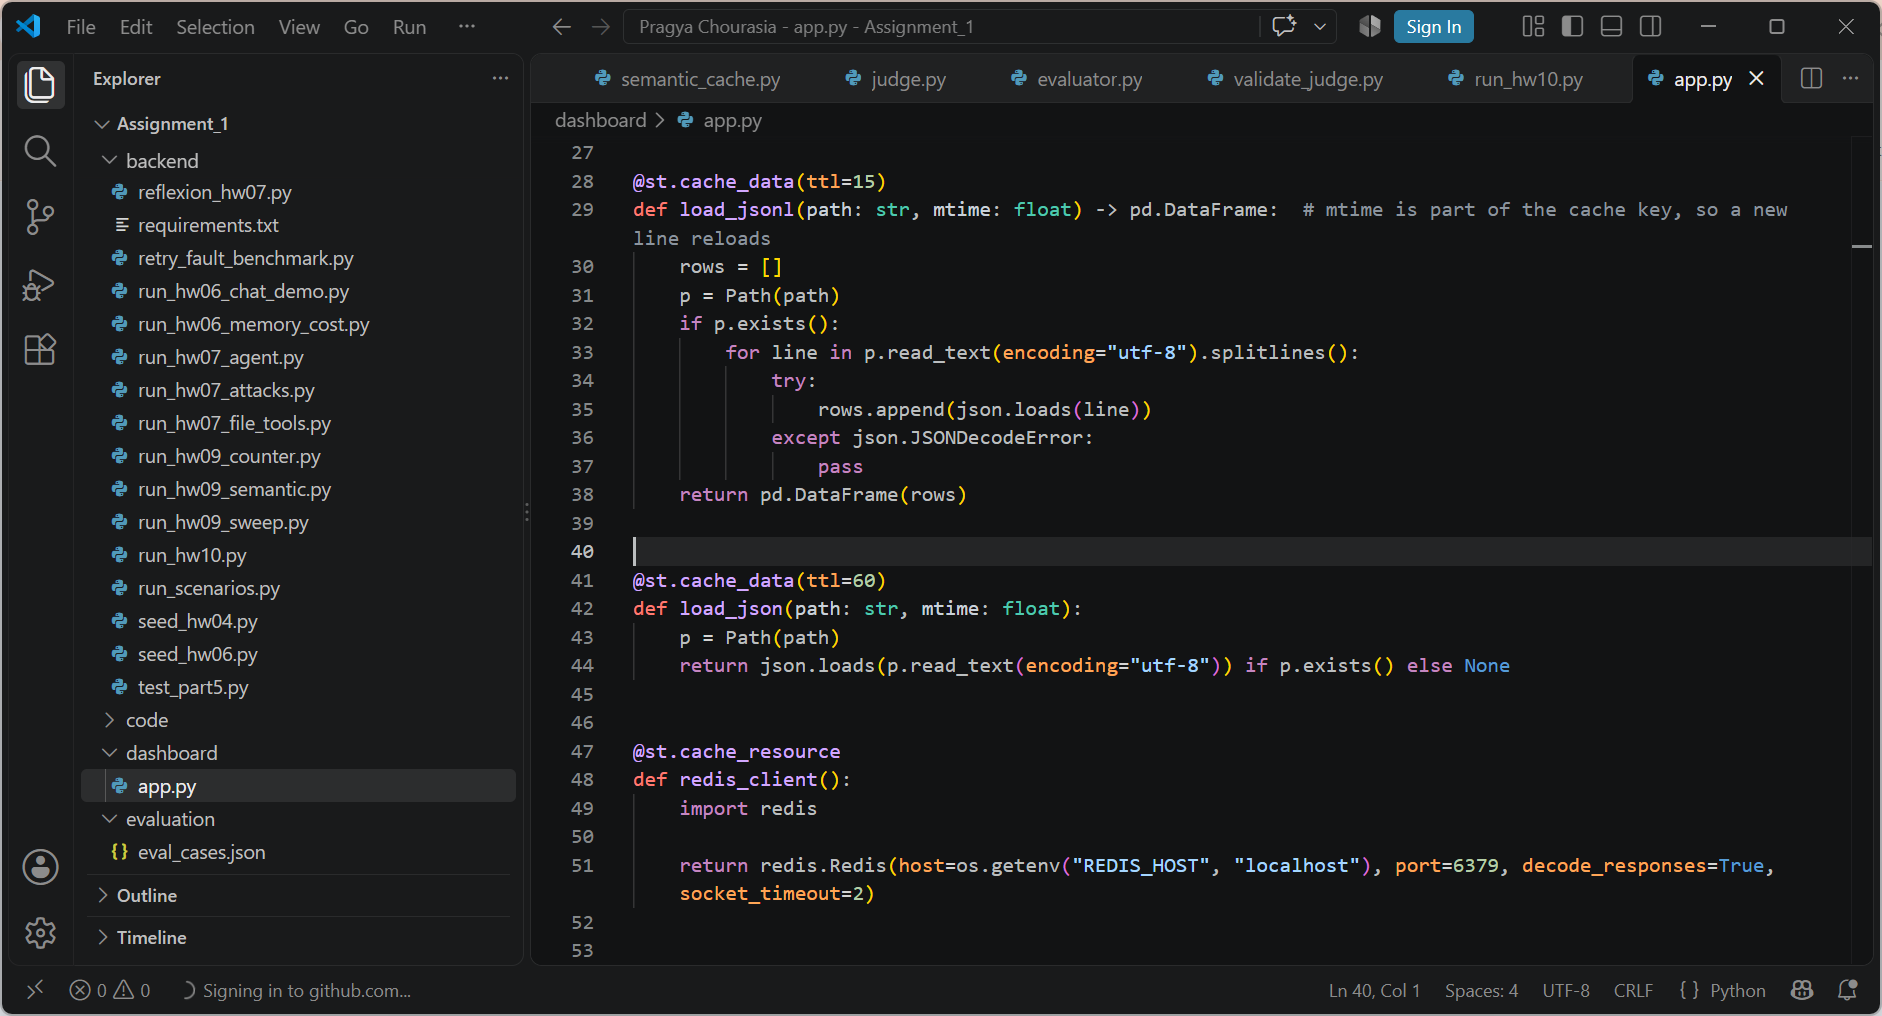 File Edit Selection View Go Run ··· Pragya Chourasia - app.py - Assignment_1 Sign In
Explorer ···
Assignment_1
backend
reflexion_hw07.py
requirements.txt
retry_fault_benchmark.py
run_hw06_chat_demo.py
run_hw06_memory_cost.py
run_hw07_agent.py
run_hw07_attacks.py
run_hw07_file_tools.py
run_hw09_counter.py
run_hw09_semantic.py
run_hw09_sweep.py
run_hw10.py
run_scenarios.py
seed_hw04.py
seed_hw06.py
test_part5.py
code
dashboard
app.py
evaluation
{} eval_cases.json
Outline
Timeline
semantic_cache.py judge.py evaluator.py validate_judge.py run_hw10.py app.py ···
dashboard > app.py
27
28 @st.cache_data(ttl=15)
29 def load_jsonl(path: str, mtime: float) -> pd.DataFrame:  # mtime is part of the cache key, so a new
line reloads
30     rows = []
31     p = Path(path)
32     if p.exists():
33         for line in p.read_text(encoding="utf-8").splitlines():
34             try:
35                 rows.append(json.loads(line))
36             except json.JSONDecodeError:
37                 pass
38     return pd.DataFrame(rows)
39
40
41 @st.cache_data(ttl=60)
42 def load_json(path: str, mtime: float):
43     p = Path(path)
44     return json.loads(p.read_text(encoding="utf-8")) if p.exists() else None
45
46
47 @st.cache_resource
48 def redis_client():
49     import redis
50
51     return redis.Redis(host=os.getenv("REDIS_HOST", "localhost"), port=6379, decode_responses=True,
socket_timeout=2)
52
53
0 0 Signing in to github.com... Ln 40, Col 1 Spaces: 4 UTF-8 CRLF {} Python